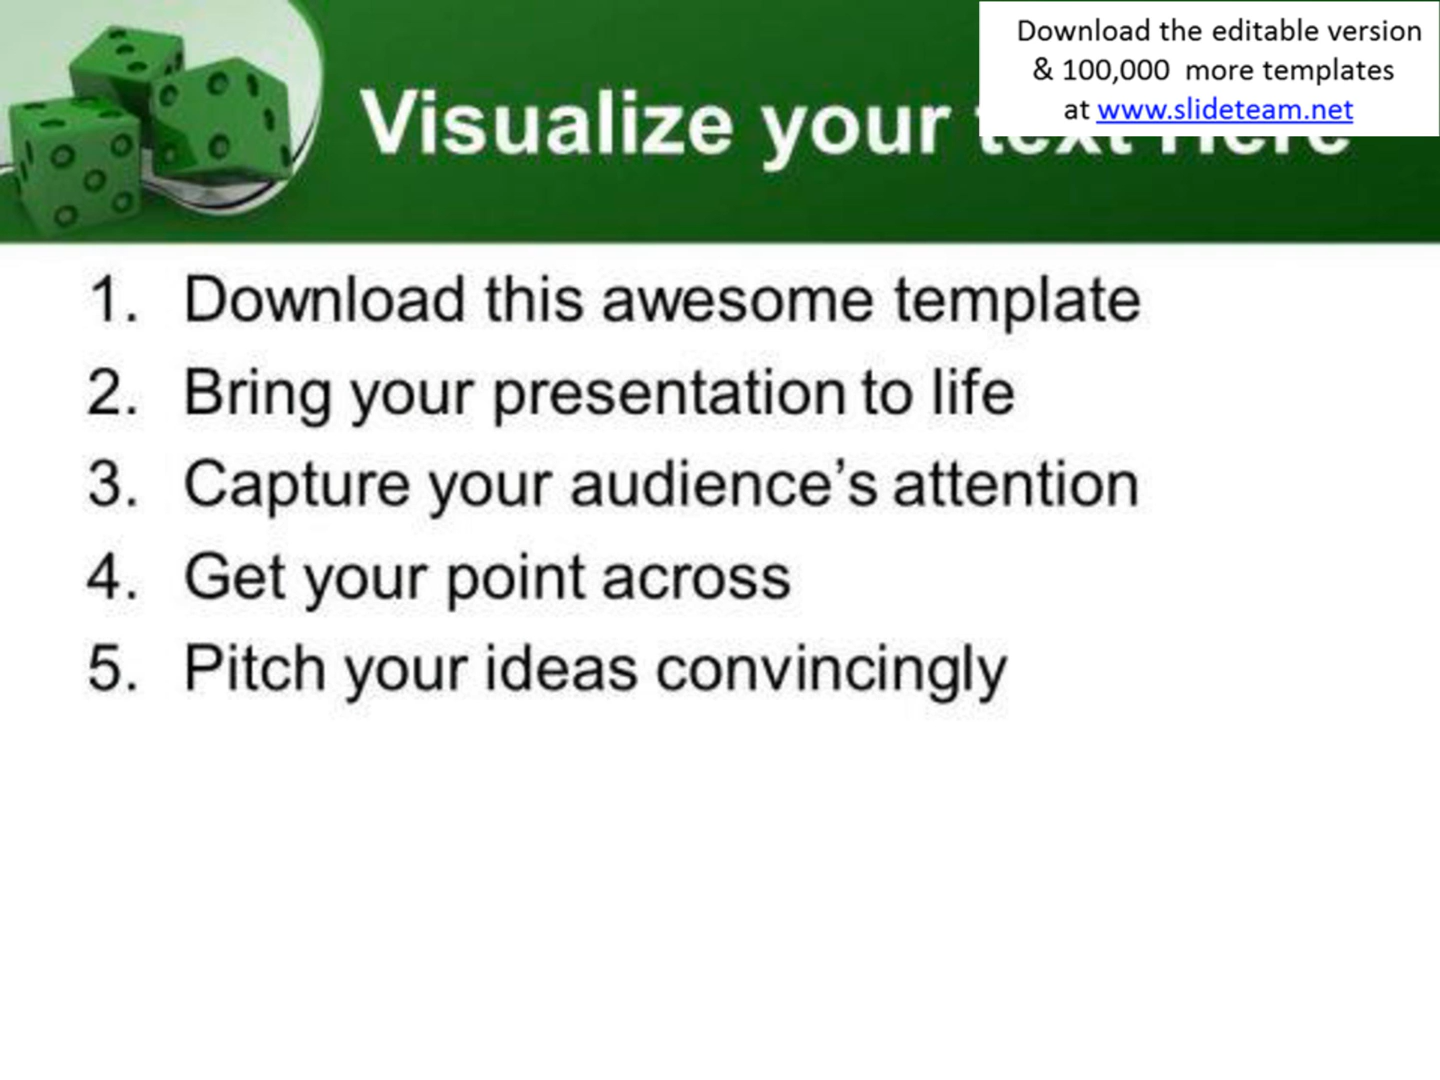 Download the editable version
& 100,000 more templates
at www.slideteam.net
Visualize your text Here
1. Download this awesome template
2. Bring your presentation to life
3. Capture your audience’s attention
4. Get your point across
5. Pitch your ideas convincingly